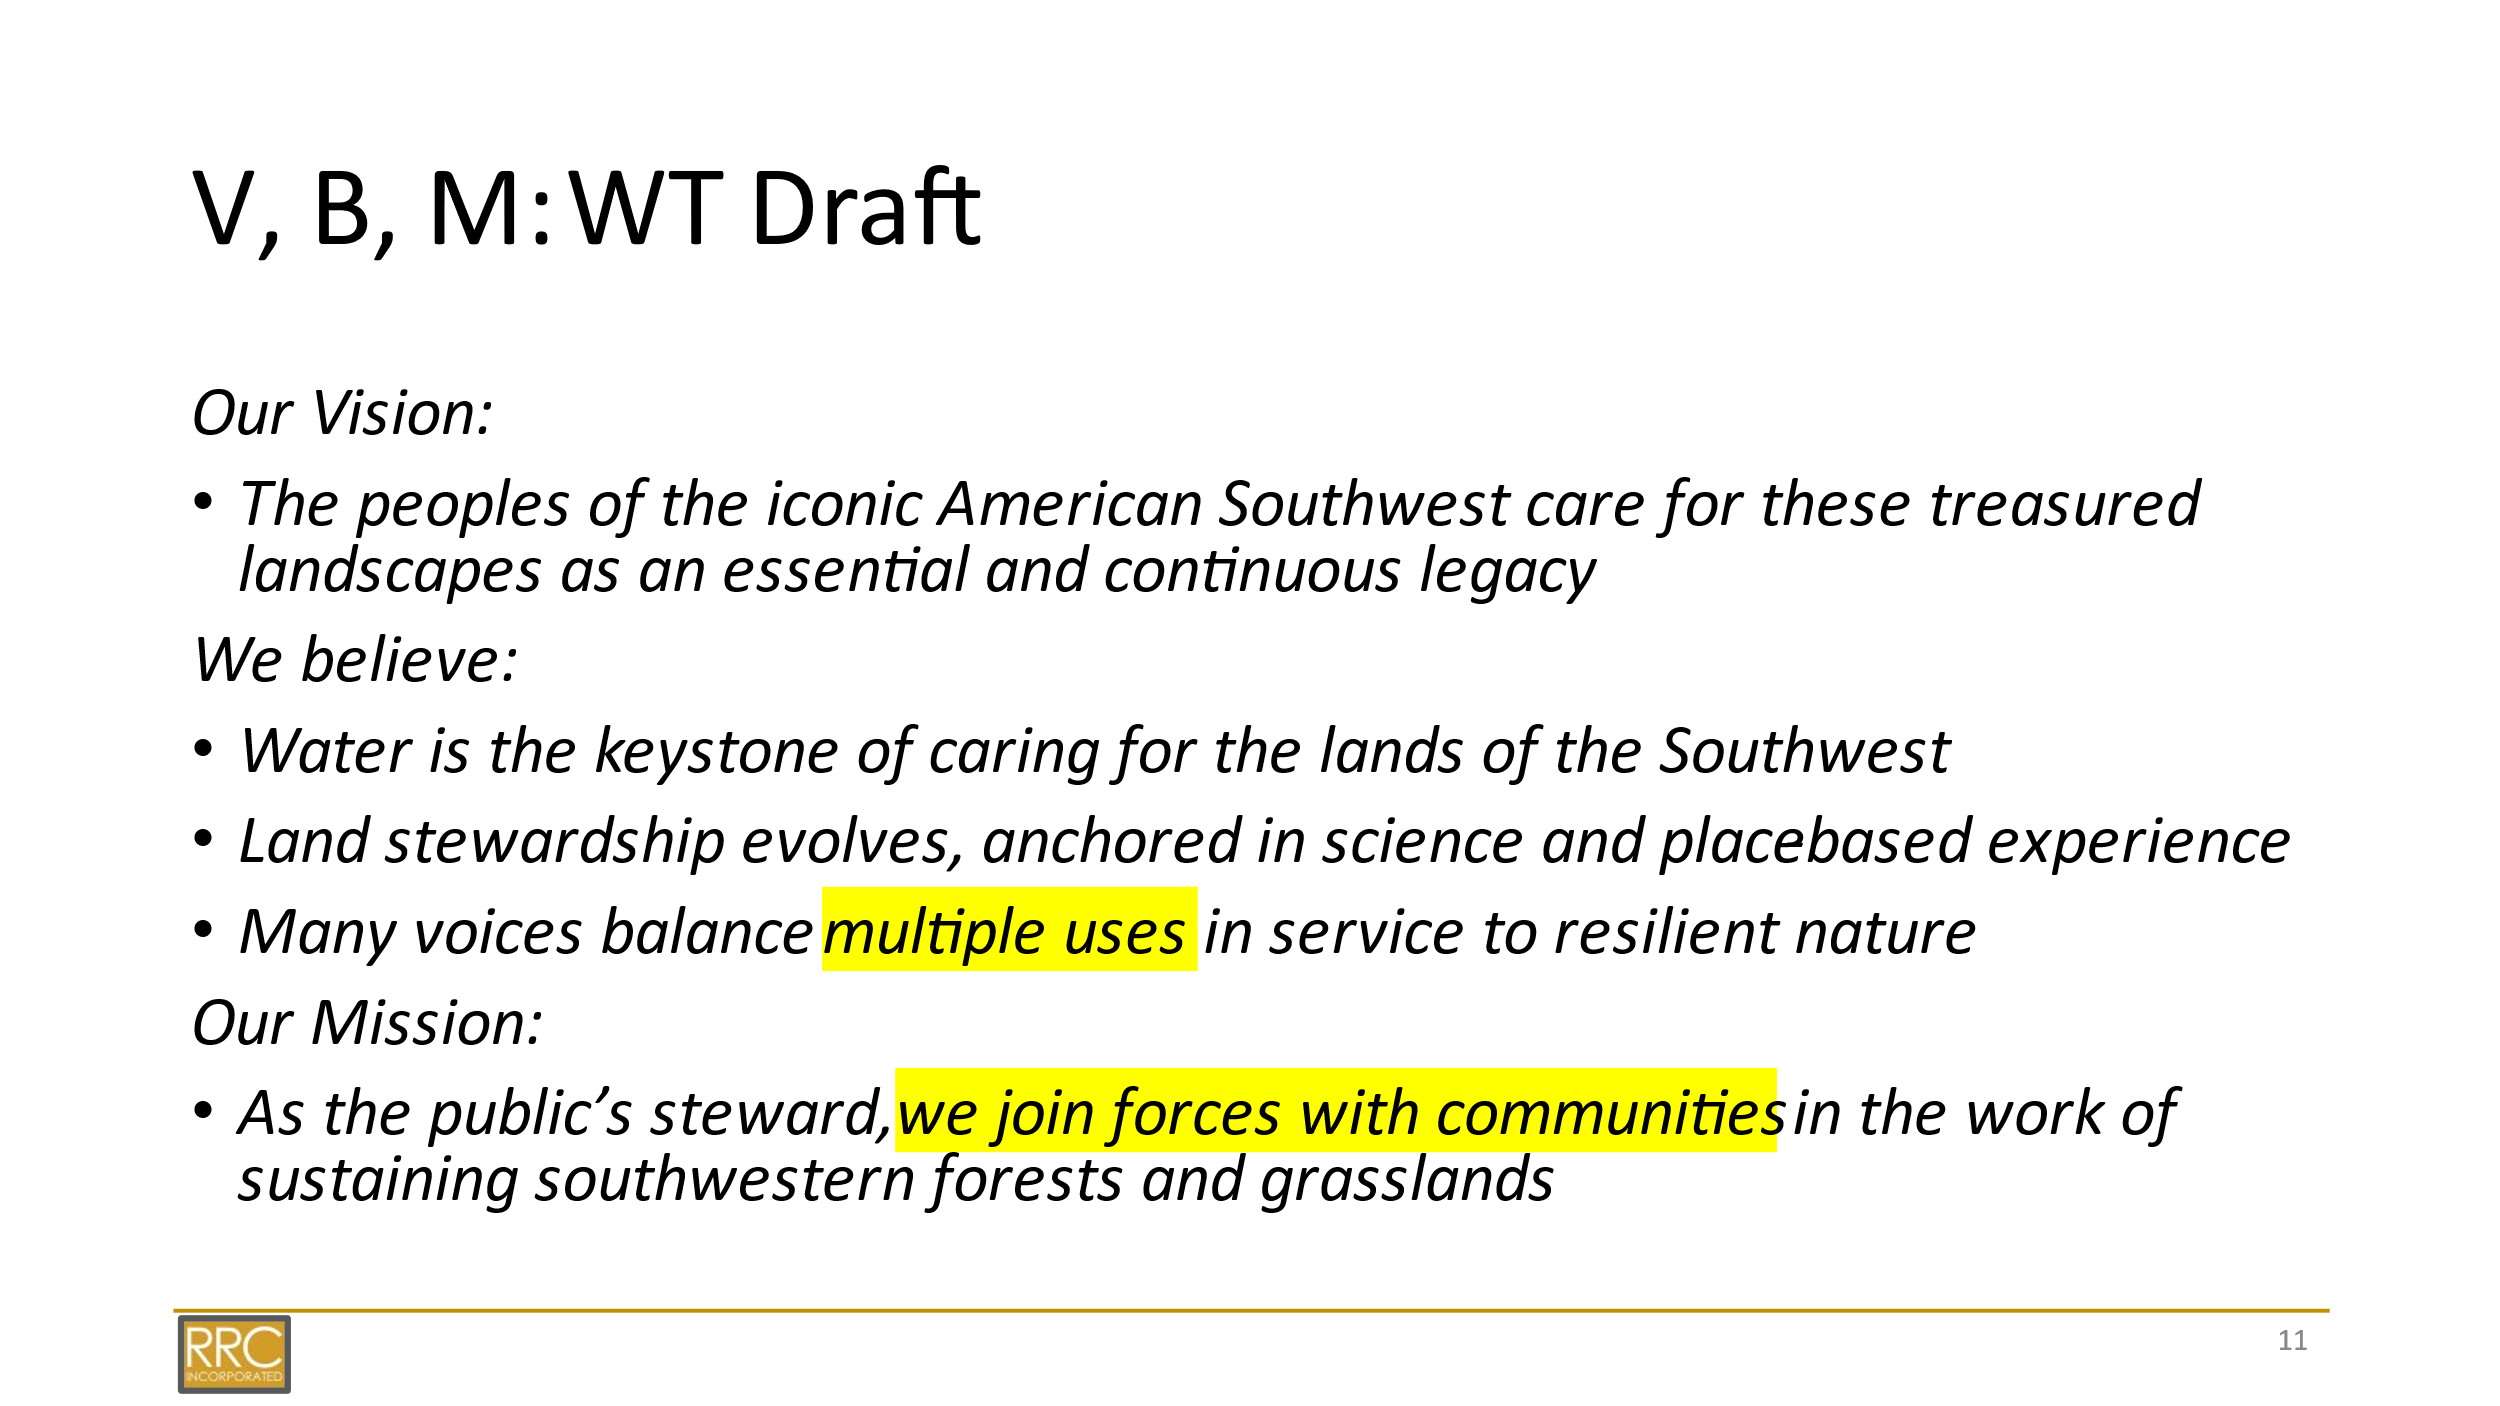 V, B, M: WT Draft
Our Vision:
• The peoples of the iconic American Southwest care for these treasured
landscapes as an essential and continuous legacy
We believe:
• Water is the keystone of caring for the lands of the Southwest
• Land stewardship evolves, anchored in science and place-based experience
• Many voices balance multiple uses in service to resilient nature
Our Mission:
• As the public’s steward, we join forces with communities in the work of
sustaining southwestern forests and grasslands
RRC
INCORPORATED
11